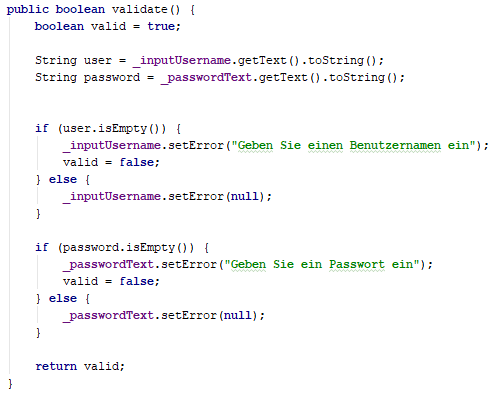 public boolean validate() {
    boolean valid = true;

    String user = _inputUsername.getText().toString();
    String password = _passwordText.getText().toString();


    if (user.isEmpty()) {
        _inputUsername.setError("Geben Sie einen Benutzernamen ein");
        valid = false;
    } else {
        _inputUsername.setError(null);
    }

    if (password.isEmpty()) {
        _passwordText.setError("Geben Sie ein Passwort ein");
        valid = false;
    } else {
        _passwordText.setError(null);
    }

    return valid;
}